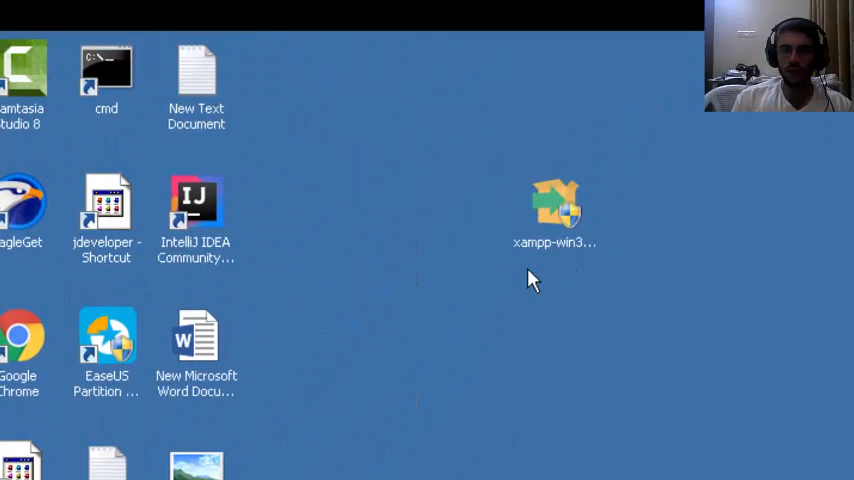 amtasia
tudio 8
C:\._
cmd
New Text
Document
agleGet
jdeveloper -
Shortcut
IJ
IntelliJ IDEA
Community...
xampp-win3...
Google
Chrome
EaseUS
Partition ...
W
New Microsoft
Word Docu...